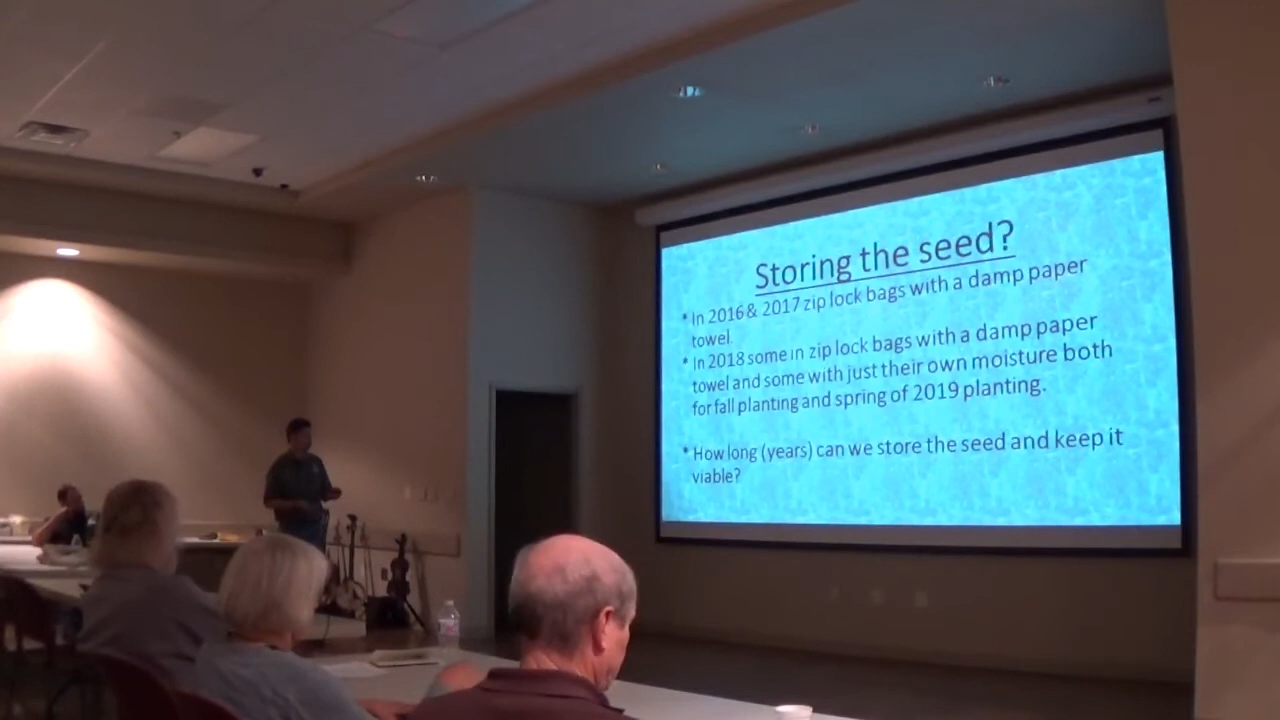 Storing the seed?
* In 2016 & 2017 zip lock bags with a damp paper
towel.
* In 2018 some in zip lock bags with a damp paper
towel and some with just their own moisture both
for fall planting and spring of 2019 planting.
* How long (years) can we store the seed and keep it
viable?